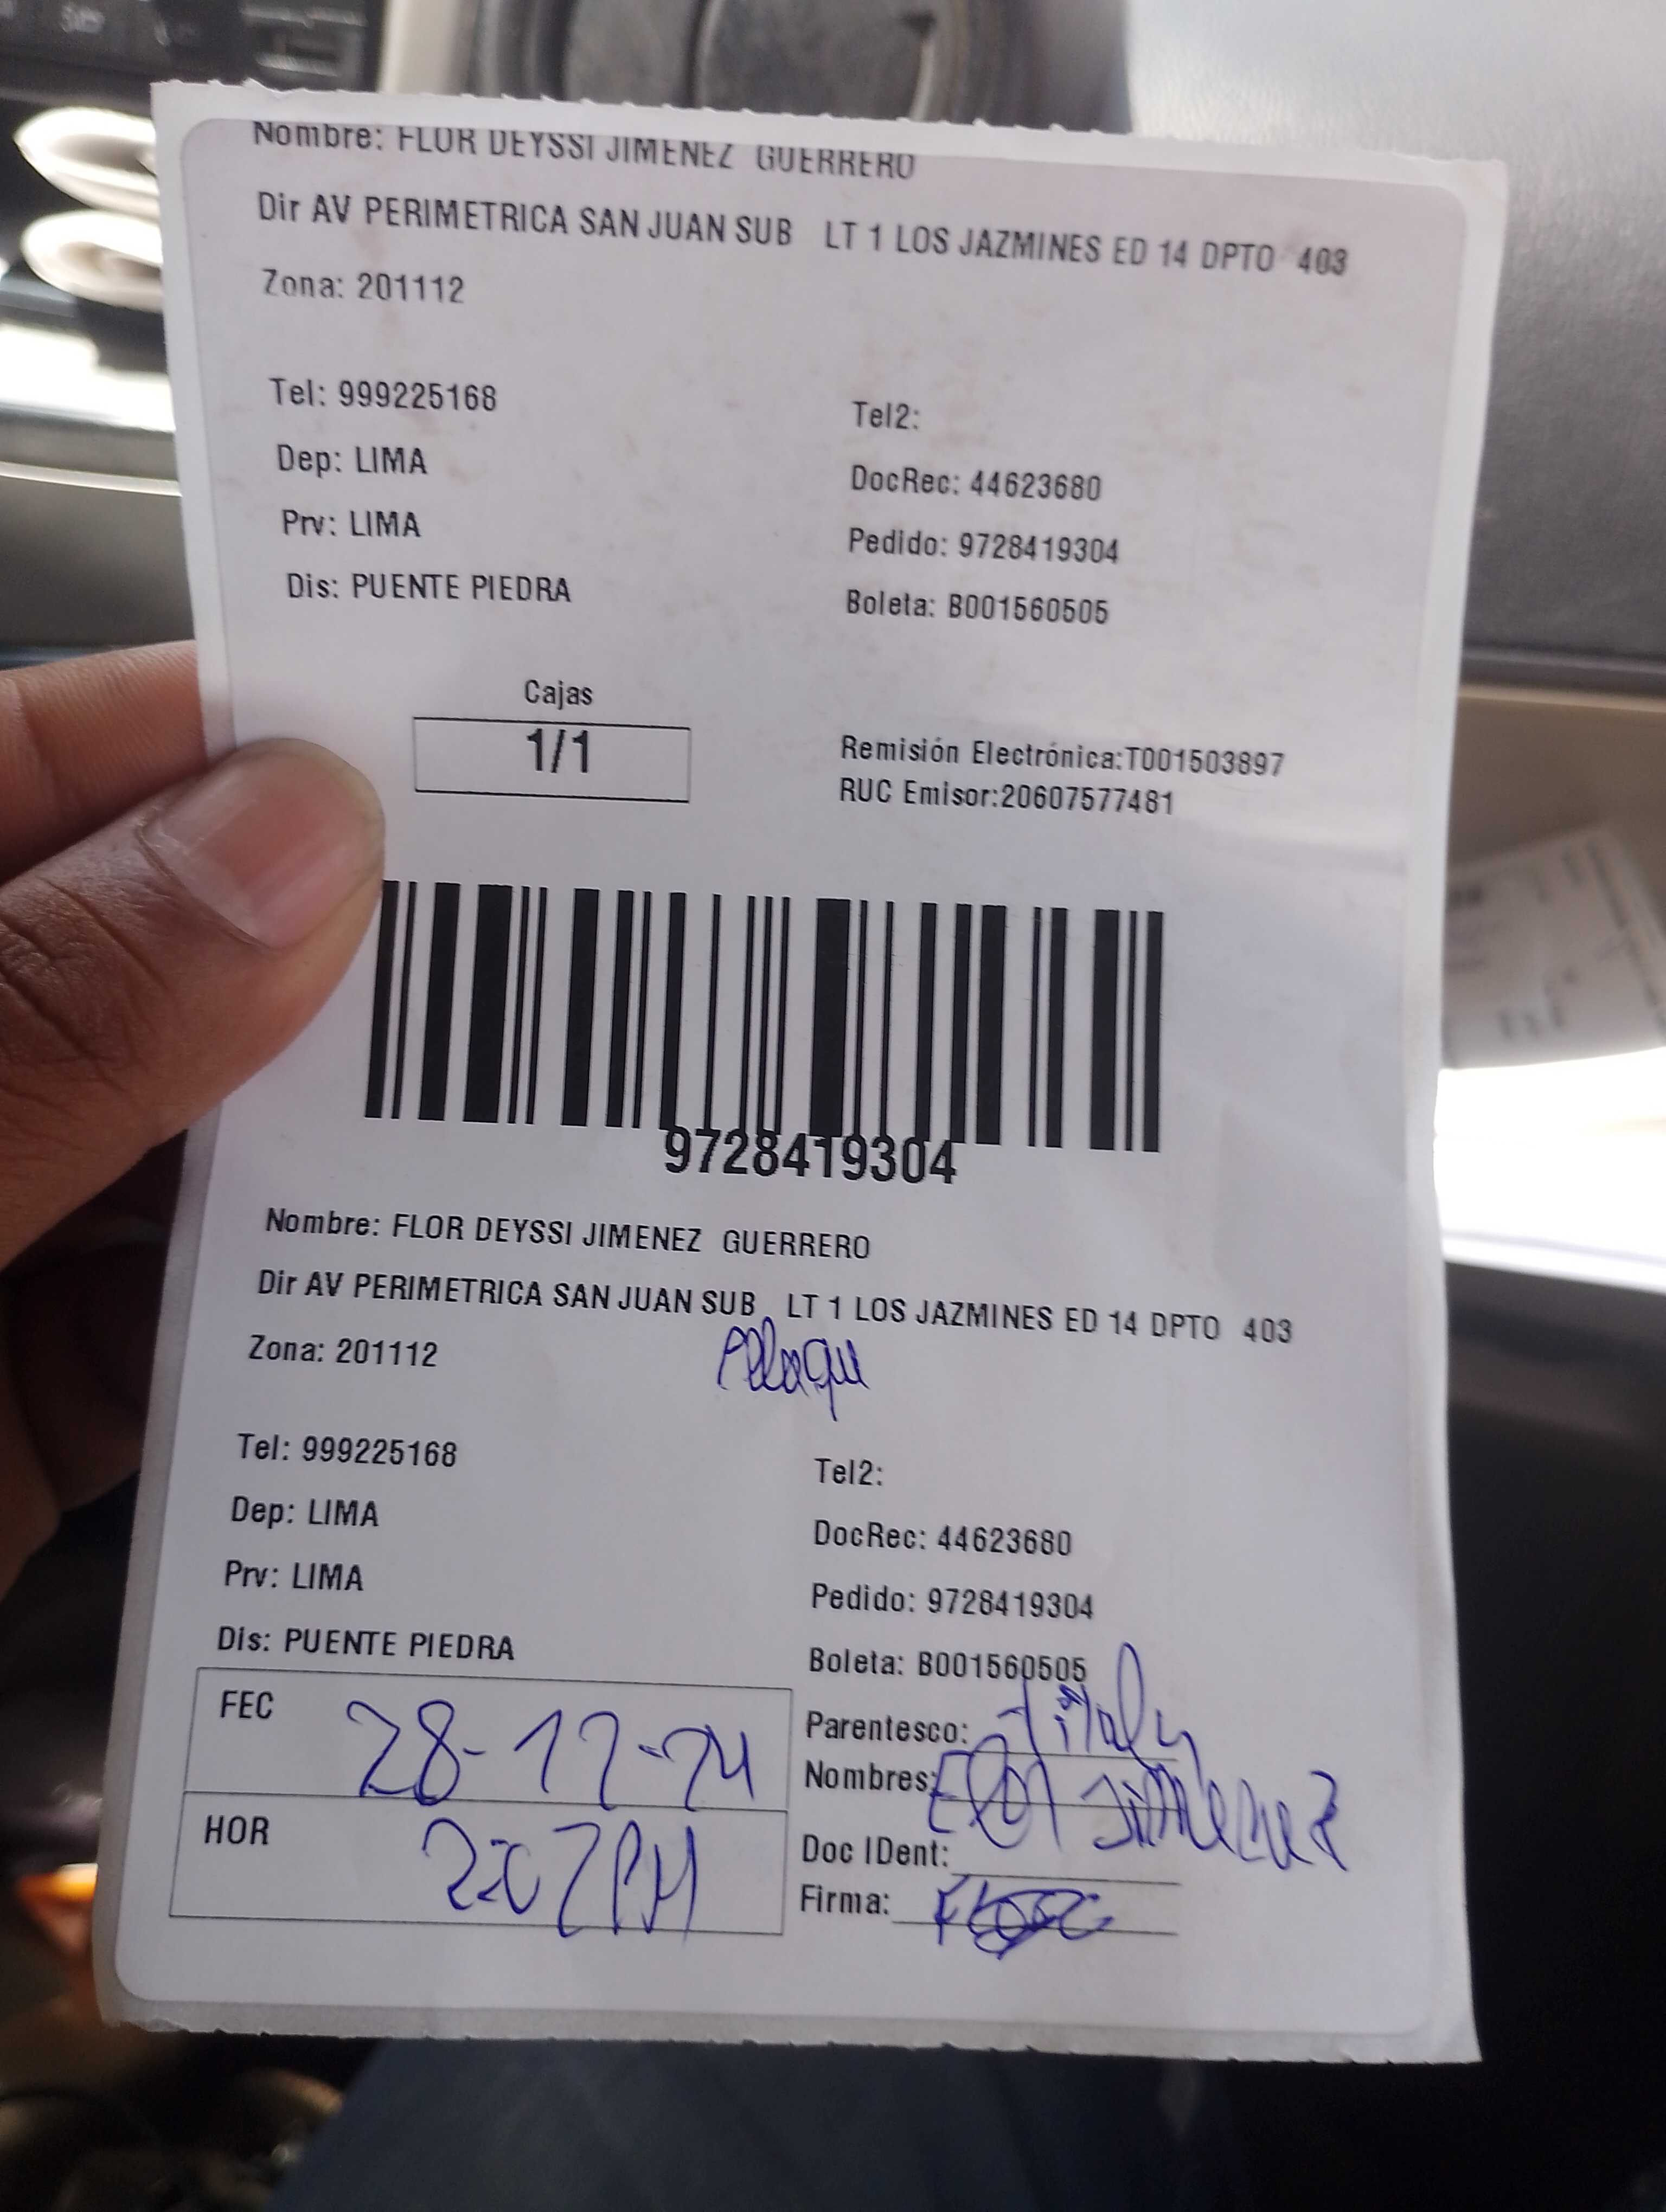 Nombre: FLOR DEYSSI JIMENEZ GUERRERO
Dir AV PERIMETRICA SAN JUAN SUB LT 1 LOS JAZMINES ED 14 DPTO 403
Zona: 201112
Tel: 999225168 Tel2:
Dep: LIMA DocRec: 44623680
Prv: LIMA Pedido: 9728419304
Dis: PUENTE PIEDRA Boleta: B001560505
Cajas
1/1
Remisión Electrónica:T001503897
RUC Emisor:20607577481
9728419304
Nombre: FLOR DEYSSI JIMENEZ GUERRERO
Dir AV PERIMETRICA SAN JUAN SUB LT 1 LOS JAZMINES ED 14 DPTO 403
Zona: 201112
Tel: 999225168 Tel2:
Dep: LIMA DocRec: 44623680
Prv: LIMA Pedido: 9728419304
Dis: PUENTE PIEDRA Boleta: B001560505
FEC 28-12-24 Parentesco:
Nombres: Flor Jimenez
HOR Doc IDent:
Firma: